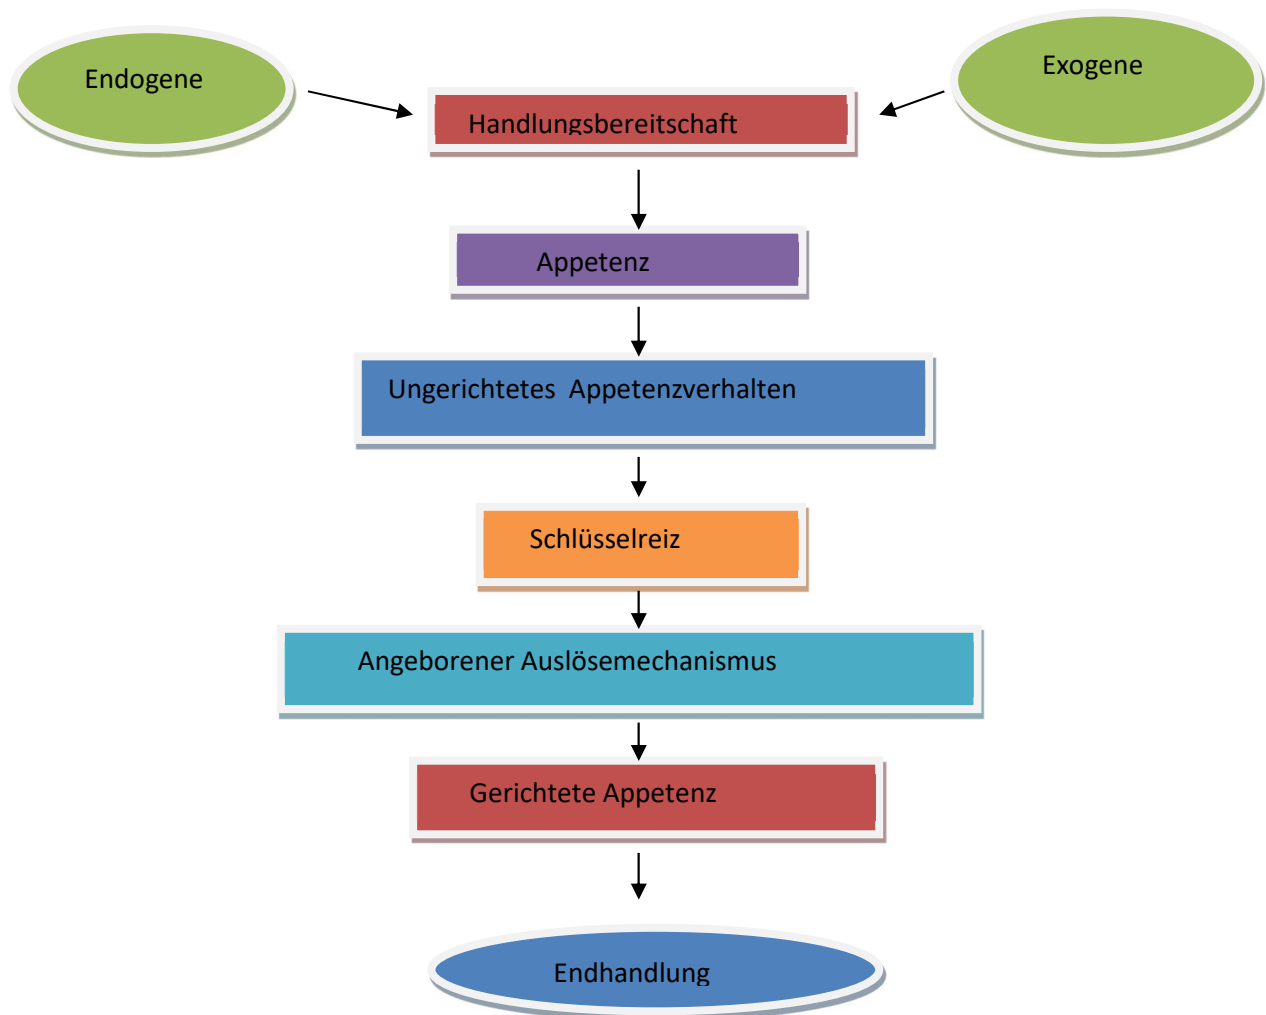 Endogene
Exogene
Handlungsbereitschaft
Appetenz
Ungerichtetes  Appetenzverhalten
Schlüsselreiz
Angeborener Auslösemechanismus
Gerichtete Appetenz
Endhandlung